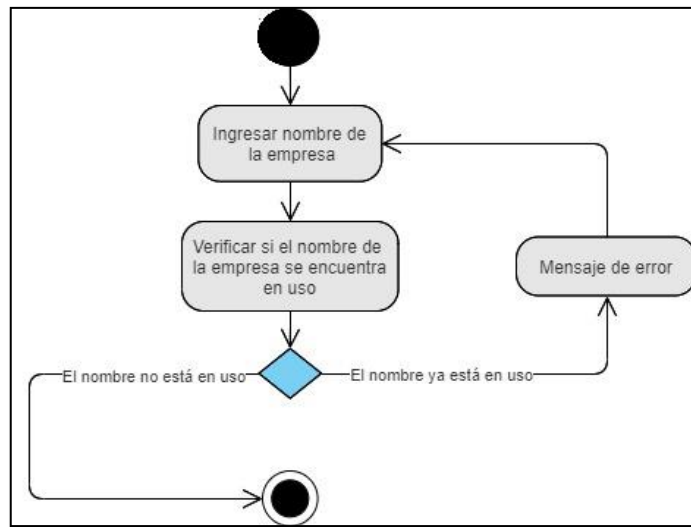 Ingresar nombre de
la empresa
Verificar si el nombre de
la empresa se encuentra
en uso
Mensaje de error
El nombre no está en uso
El nombre ya está en uso